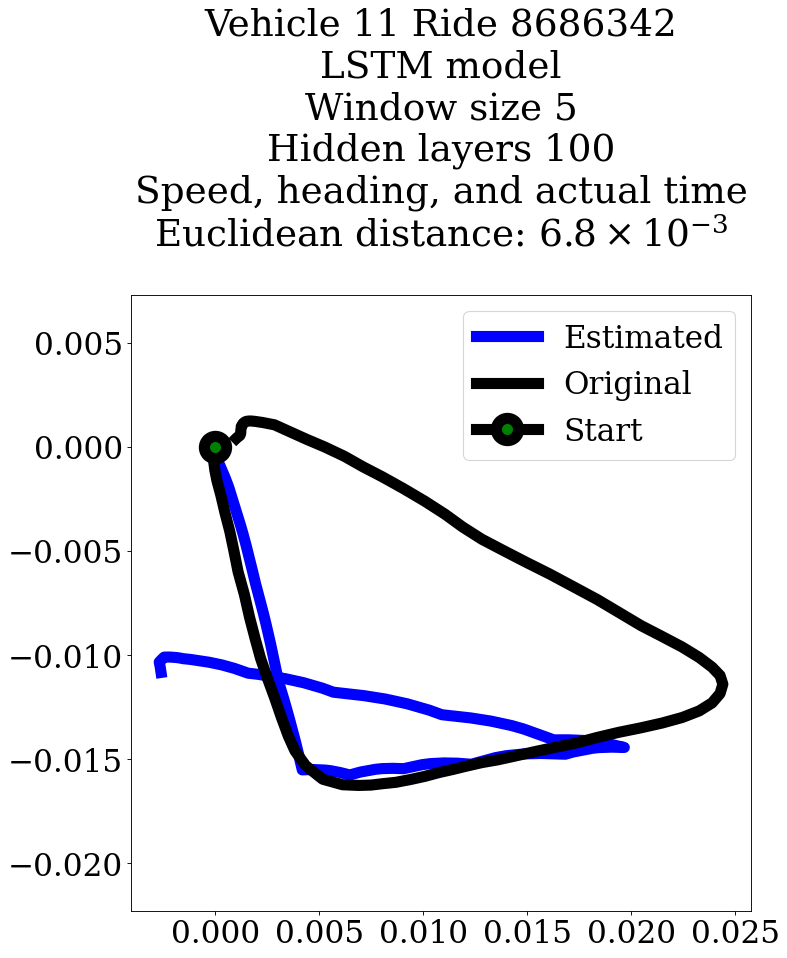 Vehicle 11 Ride 8686342
LSTM model
Window size 5
Hidden layers 100
Speed, heading, and actual time
Euclidean distance: 6.8 × 10⁻³
Estimated
Original
Start
0.005
0.000
−0.005
−0.010
−0.015
−0.020
0.000 0.005 0.010 0.015 0.020 0.025